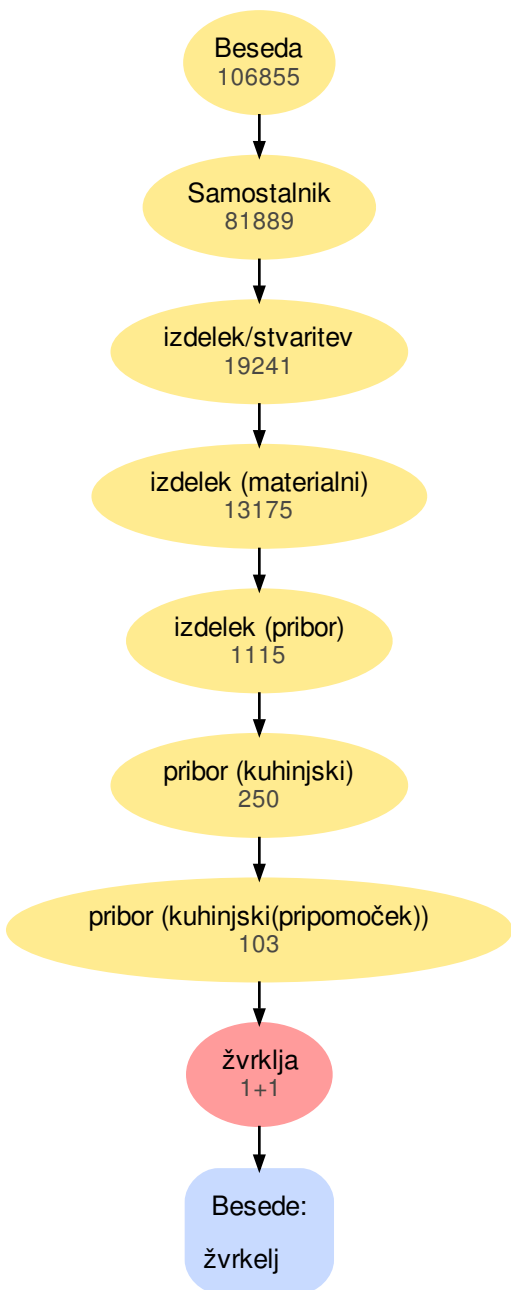 Beseda
106855
Samostalnik
81889
izdelek/stvaritev
19241
izdelek (materialni)
13175
izdelek (pribor)
1115
pribor (kuhinjski)
250
pribor (kuhinjski(pripomoček))
103
žvrklja
1+1
Besede:
žvrkelj